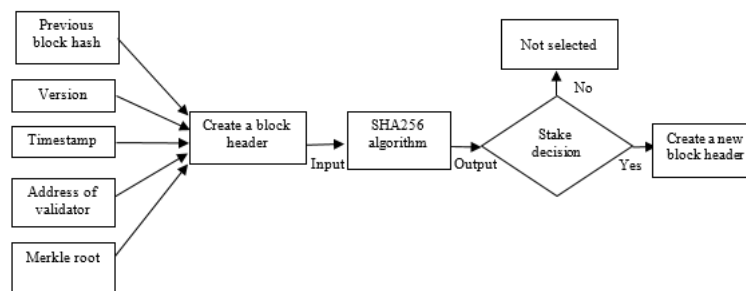 Previous
block hash
Version
Timestamp
Address of
validator
Merkle root
Create a block
header
Input
SHA256
algorithm
Output
Stake
decision
No
Not selected
Yes
Create a new
block header